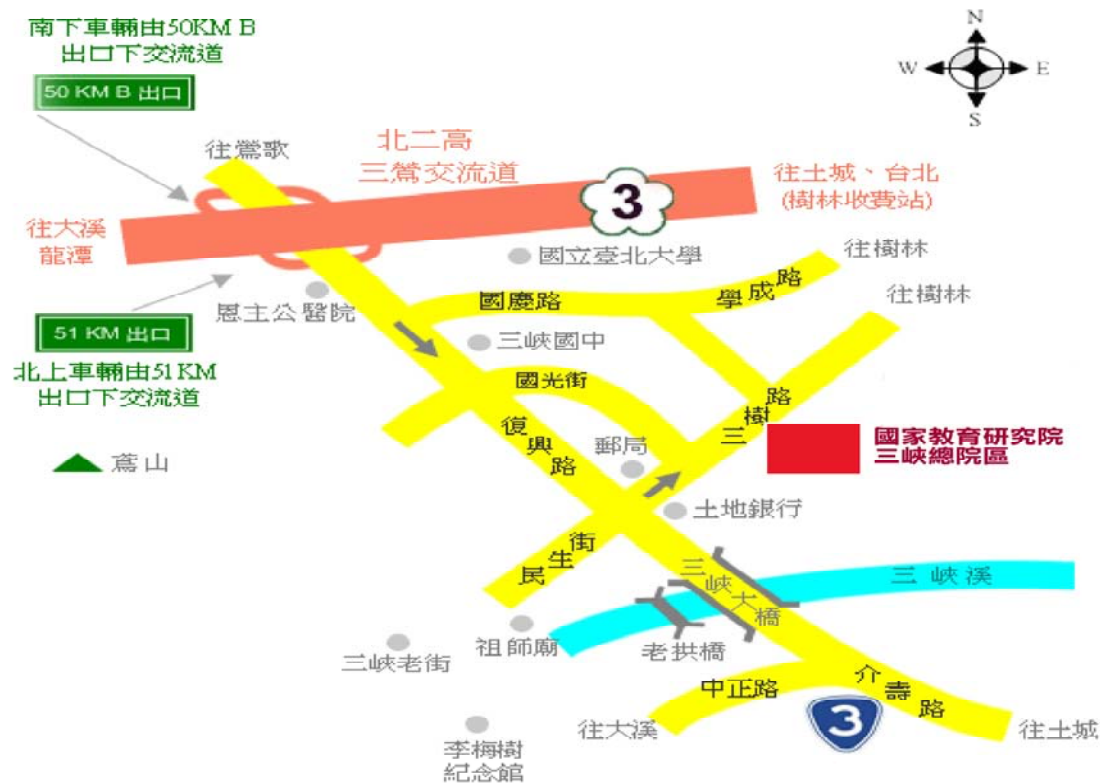 南下車輛由50KM B
出口下交流道
50 KM B 出口
N
W
E
S
往鶯歌
北二高
三鶯交流道
3
往土城、台北
(樹林收費站)
往大溪
龍潭
國立臺北大學
往樹林
往樹林
恩主公醫院
國慶路
學成路
51 KM 出口
三峽國中
北上車輛由51KM
出口下交流道
國光街
復興路
三樹路
郵局
國家教育研究院
三峽總院區
鳶山
土地銀行
民生街
三峽大橋
三峽溪
祖師廟
老拱橋
三峽老街
中正路
介壽路
3
往大溪
往土城
李梅樹
紀念館